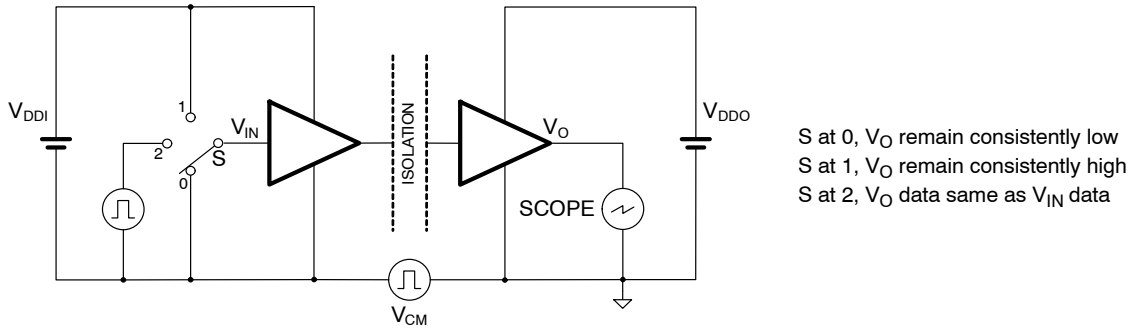 1
V_DDI
V_IN
ISOLATION
V_O
V_DDO
2
S
0
SCOPE
V_CM
S at 0, V_O remain consistently low
S at 1, V_O remain consistently high
S at 2, V_O data same as V_IN data